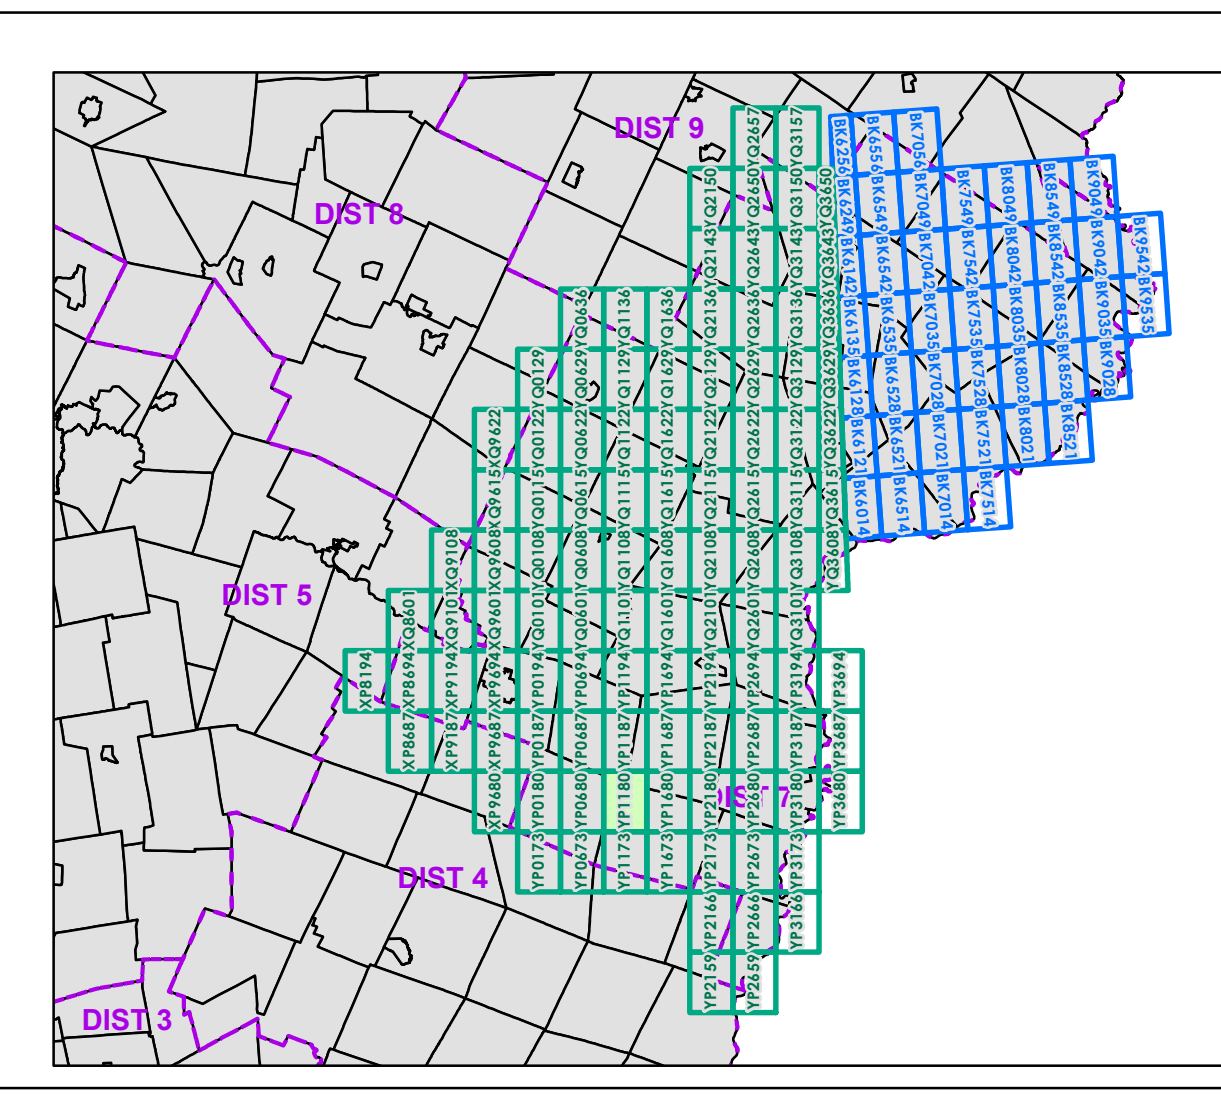 DIST 9
DIST 8
DIST 5
DIST 7
DIST 4
DIST 3
YQ2657 YQ3157
YQ2150 YQ2650 YQ3150 YQ3650
YQ2143 YQ2643 YQ3143 YQ3643
YQ0636 YQ1136 YQ1636 YQ2136 YQ2636 YQ3136 YQ3636
YQ0129 YQ0629 YQ1129 YQ1629 YQ2129 YQ2629 YQ3129 YQ3629
XQ9622 YQ0122 YQ0622 YQ1122 YQ1622 YQ2122 YQ2622 YQ3122 YQ3622
XQ9615 YQ0115 YQ0615 YQ1115 YQ1615 YQ2115 YQ2615 YQ3115 YQ3615
XQ9108 XQ9608 YQ0108 YQ0608 YQ1108 YQ1608 YQ2108 YQ2608 YQ3108 YQ3608
XQ8601 XQ9101 XQ9601 YQ0101 YQ0601 YQ1101 YQ1601 YQ2101 YQ2601 YQ3101
XP8194 XP8694 XP9194 XP9694 YP0194 YP0694 YP1194 YP1694 YP2194 YP2694 YP3194 YP3694
XP8687 XP9187 XP9687 YP0187 YP0687 YP1187 YP1687 YP2187 YP2687 YP3187 YP3687
XP9680 YP0180 YP0680 YP1180 YP1680 YP2180 YP2680 YP3180 YP3680
YP0173 YP0673 YP1173 YP1673 YP2173 YP2673 YP3173
YP2166 YP2666 YP3166
YP2159 YP2659
BK6256 BK6556 BK7056
BK6249 BK6549 BK7049 BK7549 BK8049 BK8549 BK9049
BK6142 BK6542 BK7042 BK7542 BK8042 BK8542 BK9042 BK9542
BK6135 BK6535 BK7035 BK7535 BK8035 BK8535 BK9035 BK9535
BK6128 BK6528 BK7028 BK7528 BK8028 BK8528 BK9028
BK6121 BK6521 BK7021 BK7521 BK8021 BK8521
BK6014 BK6514 BK7014 BK7514